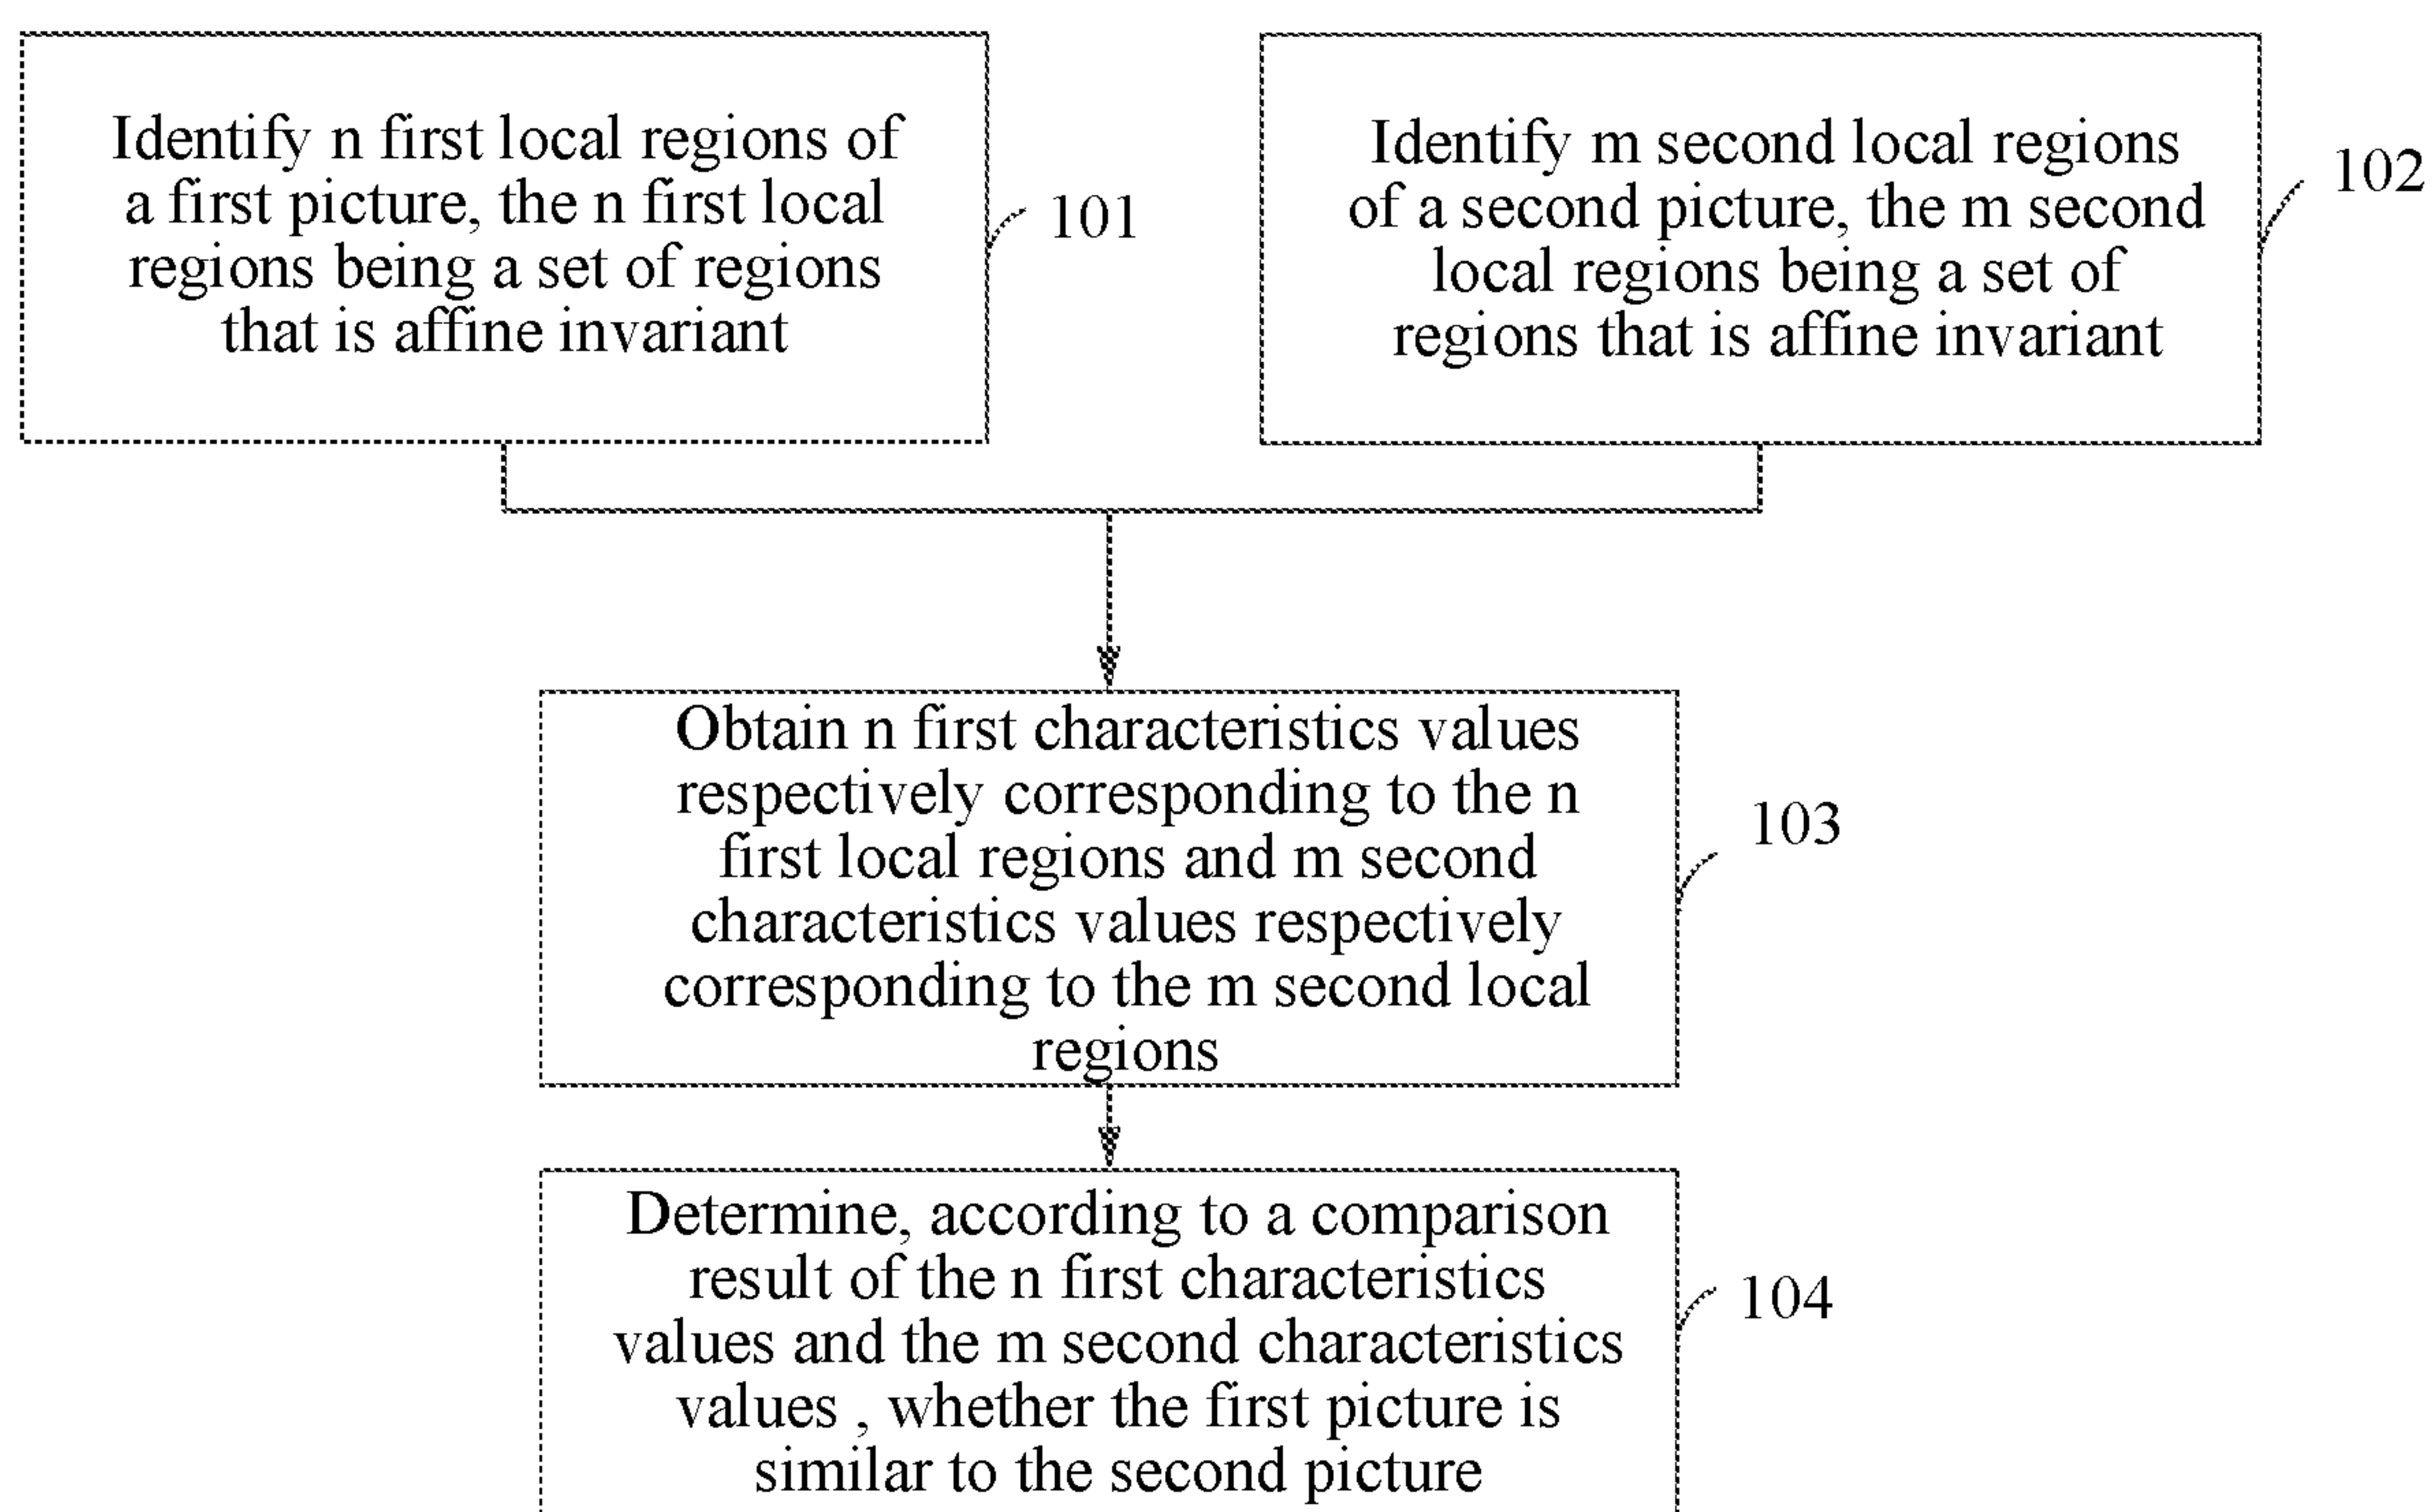 Identify n first local regions of
a first picture, the n first local
regions being a set of regions
that is affine invariant
101
Identify m second local regions
of a second picture, the m second
local regions being a set of
regions that is affine invariant
102
Obtain n first characteristics values
respectively corresponding to the n
first local regions and m second
characteristics values respectively
corresponding to the m second local
regions
103
Determine, according to a comparison
result of the n first characteristics
values and the m second characteristics
values , whether the first picture is
similar to the second picture
104